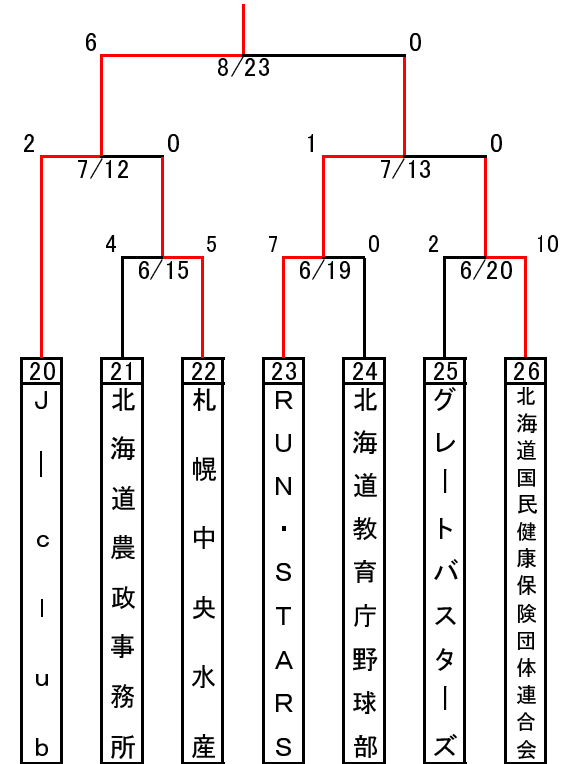 6 0
8/23
2 0 1 0
7/12 7/13
4 5 7 0 2 10
6/15 6/19 6/20
20 21 22 23 24 25 26
J−club
北海道農政事務所
札幌中央水産
RUN・STARS
北海道教育庁野球部
グレートバスターズ
北海道国民健康保険団体連合会